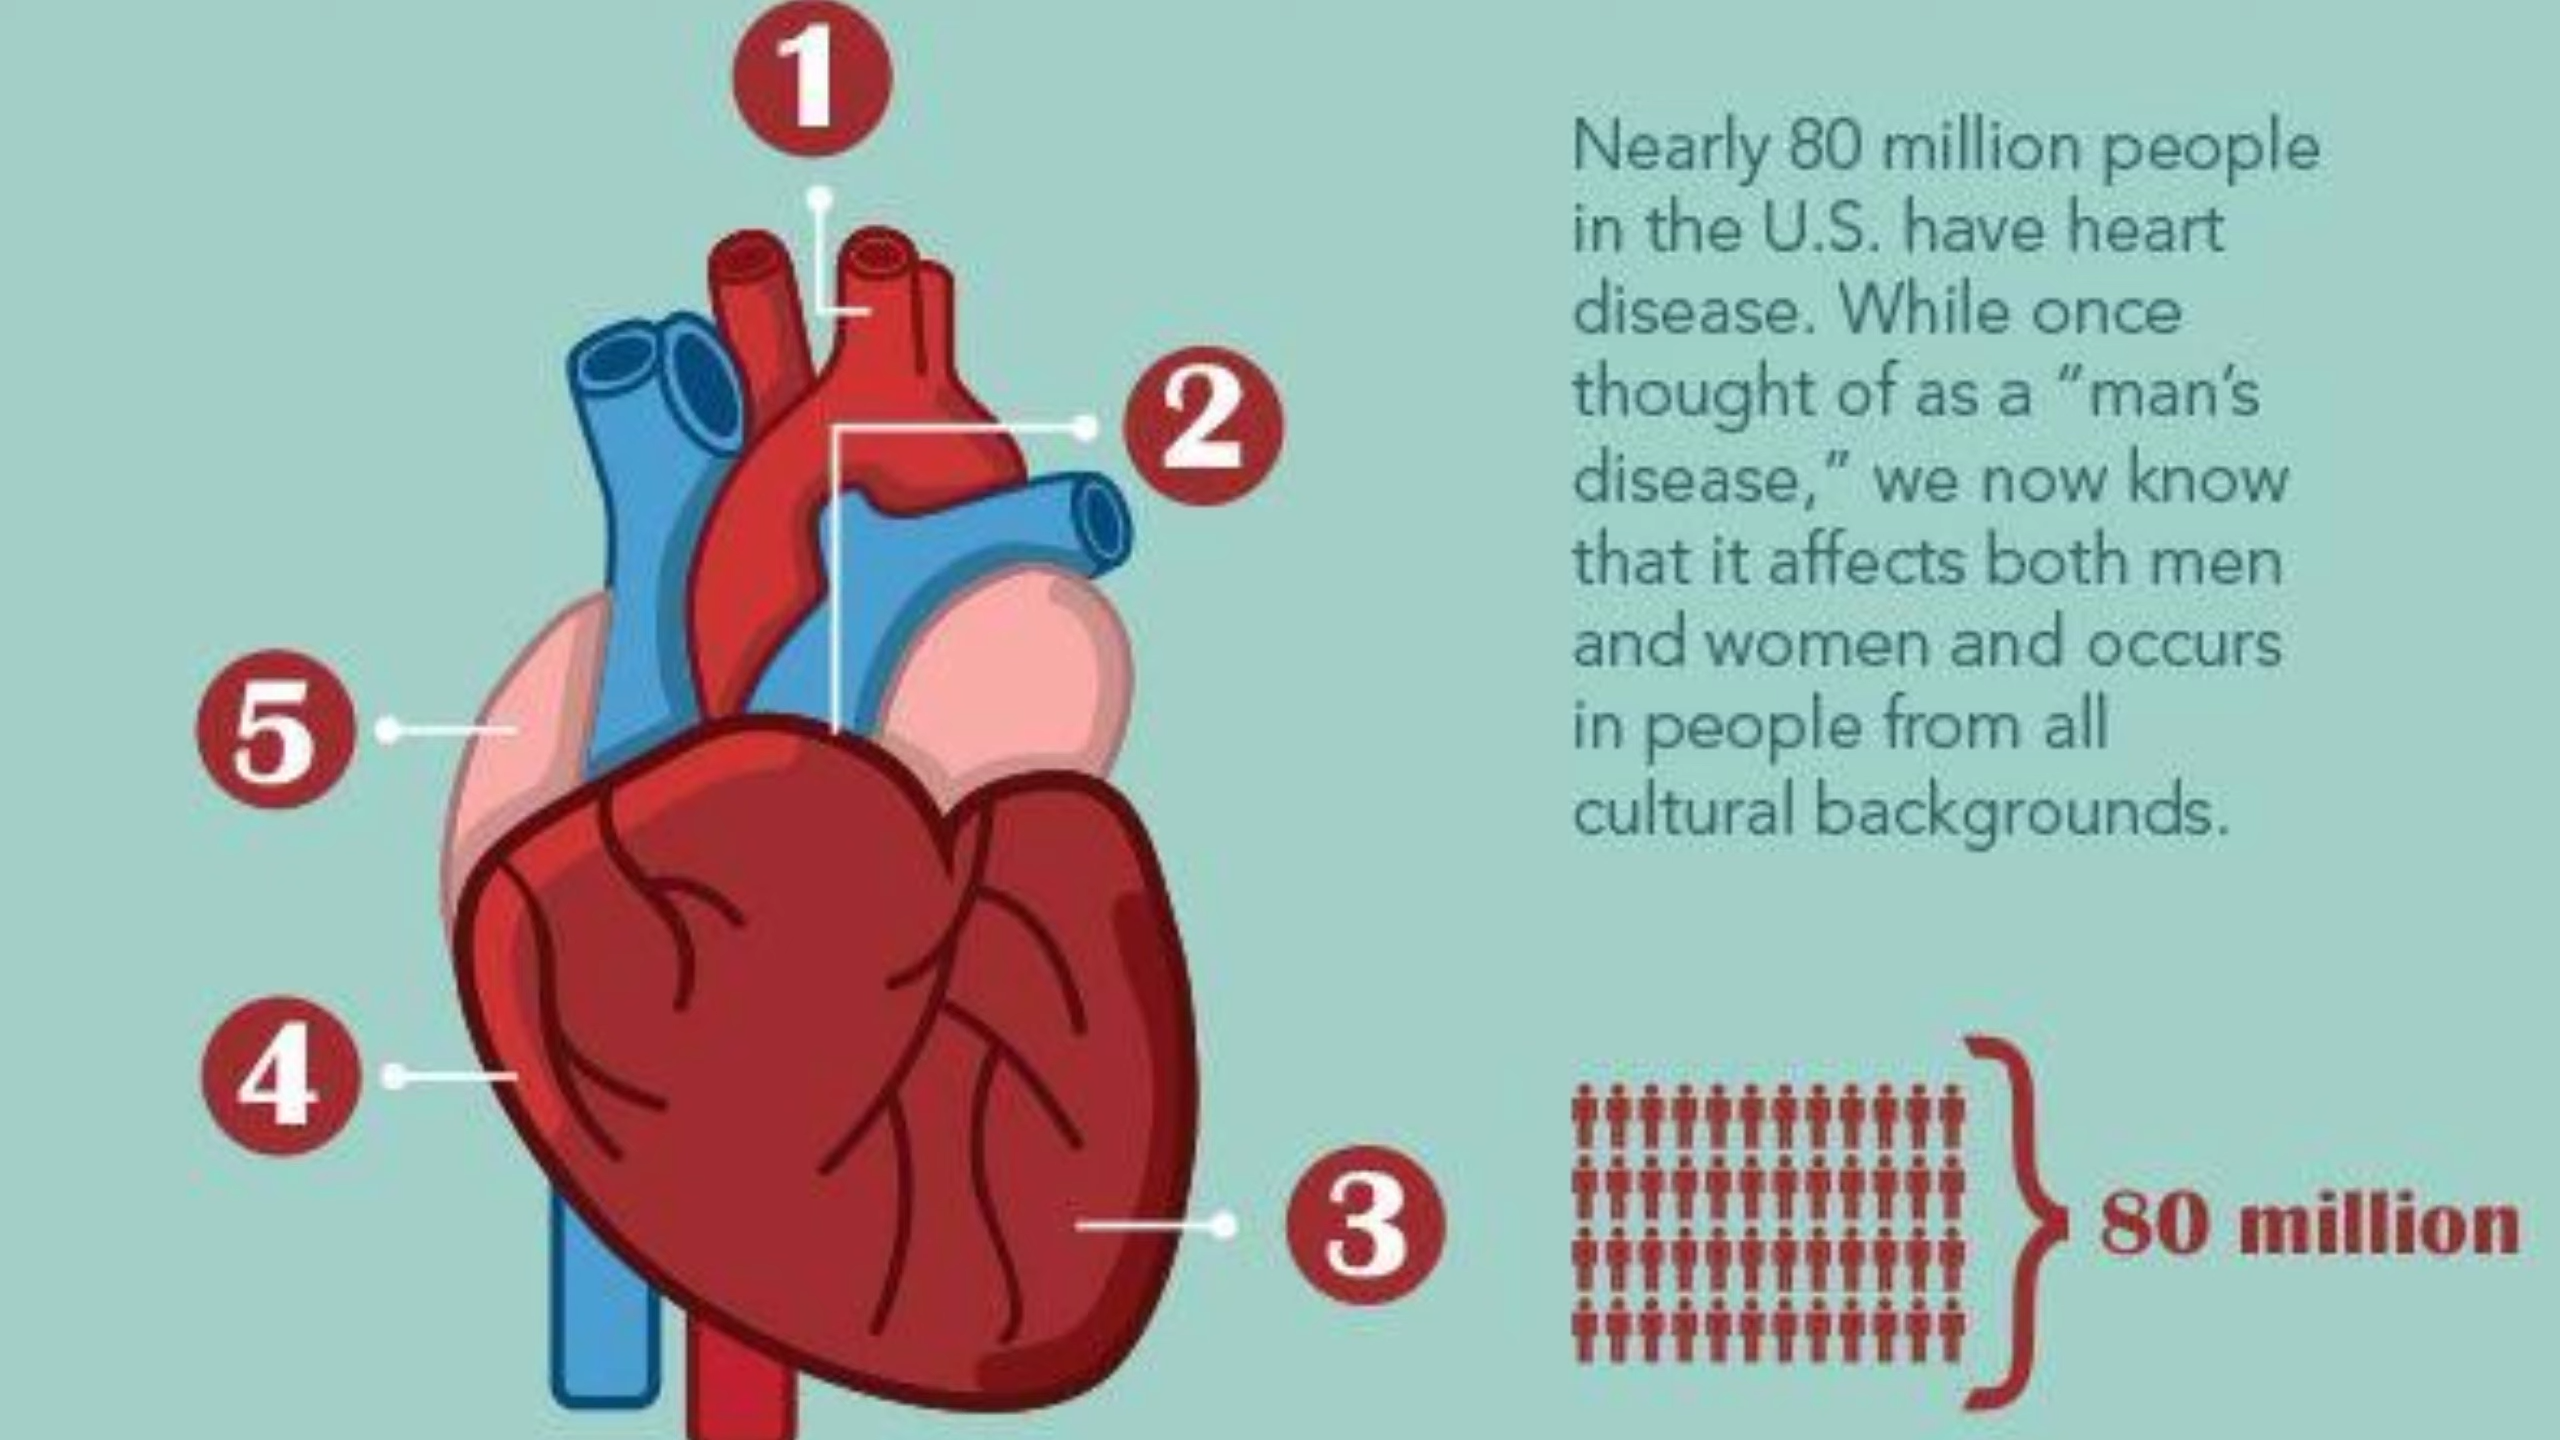 1
2
5
4
3
Nearly 80 million people
in the U.S. have heart
disease. While once
thought of as a “man’s
disease,” we now know
that it affects both men
and women and occurs
in people from all
cultural backgrounds.
80 million